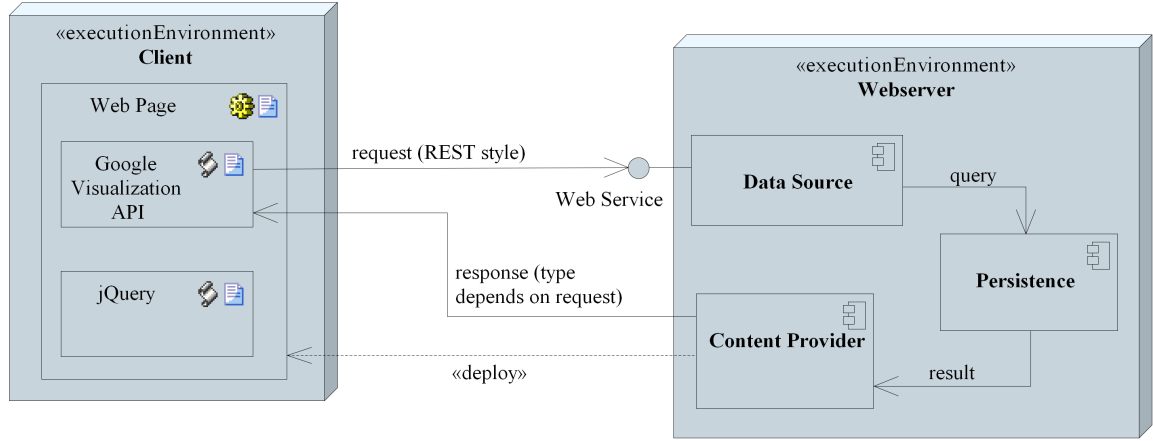 «executionEnvironment»
Client
Web Page
Google
Visualization
API
jQuery
request (REST style)
Web Service
response (type
depends on request)
«deploy»
«executionEnvironment»
Webserver
Data Source
query
Persistence
Content Provider
result